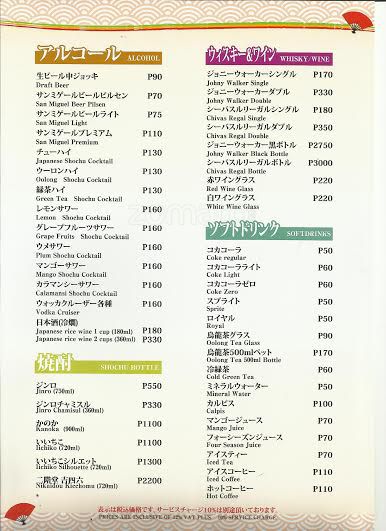 アルコール ALCOHOL
生ビール中ジョッキ P90
Draft Beer
サンミゲールビールピルセン P70
San Miguel Beer Pilsen
サンミゲールビールライト P75
San Miguel Light
サンミゲールプレミアム P110
San Miguel Premium
チューハイ P130
Japanese Shochu Cocktail
ウーロンハイ P130
Oolong Shochu Cocktail
緑茶ハイ P130
Green Tea Shochu Cocktail
レモンサワー P160
Lemon Shochu Cocktail
グレープフルーツサワー P160
Grape Fruits Shochu Cocktail
ウメサワー P160
Plum Shochu Cocktail
マンゴーサワー P160
Mango Shochu Cocktail
カラマンシーサワー P160
Calamansi Shochu Cocktail
ウォッカクルーザー各種 P160
Vodka Cruiser
日本酒(冷/燗)
Japanese rice wine 1 cup (180ml) P180
Japanese rice wine 2 cups (360ml) P330
焼酎 SHOCHU-BOTTLE
ジンロ P550
Jinro (750ml)
ジンロチャミスル P330
Jinro Chamisul (360ml)
かのか P1100
Kanoka (900ml)
いいちこ P1100
Iichiko (720ml)
いいちこシルエット P1300
Iichiko Silhouette (720ml)
二階堂 吉四六 P2200
Nikaidou Kicchomu (720ml)
ウィスキー&ワイン WHISKY/WINE
ジョニーウォーカーシングル P170
Johny Walker Single
ジョニーウォーカーダブル P330
Johny Walker Double
シーバスルリーガルシングル P180
Chivas Regal Single
シーバスルリーガルダブル P350
Chivas Regal Double
ジョニーウォーカー黒ボトル P2750
Johny Walker Black Bottle
シーバスルリーガルボトル P3000
Chivas Regal Bottle
赤ワイングラス P220
Red Wine Glass
白ワイングラス P220
White Wine Glass
ソフトドリンク SOFTDRINKS
コカコーラ P50
Coke regular
コカコーラライト P60
Coke Light
コカコーラゼロ P60
Coke Zero
スプライト P50
Sprite
ロイヤル P50
Royal
烏龍茶グラス P90
Oolong Tea Glass
烏龍茶500mlペット P170
Oolong Tea 500ml Bottle
冷緑茶 P60
Cold Green Tea
ミネラルウォーター P50
Mineral Water
カルピス P100
Calpis
マンゴージュース P70
Mango Juice
フォーシーズンジュース P70
Four Season Juice
アイスティー P70
Iced Tea
アイスコーヒー P110
Iced Coffee
ホットコーヒー P110
Hot Coffee
表示は税込価格です、サービスチャージ10%は別途頂いております。
PRICES ARE INCLUSIVE OF 12% VAT PLUS 10% SERVICE CHARGE